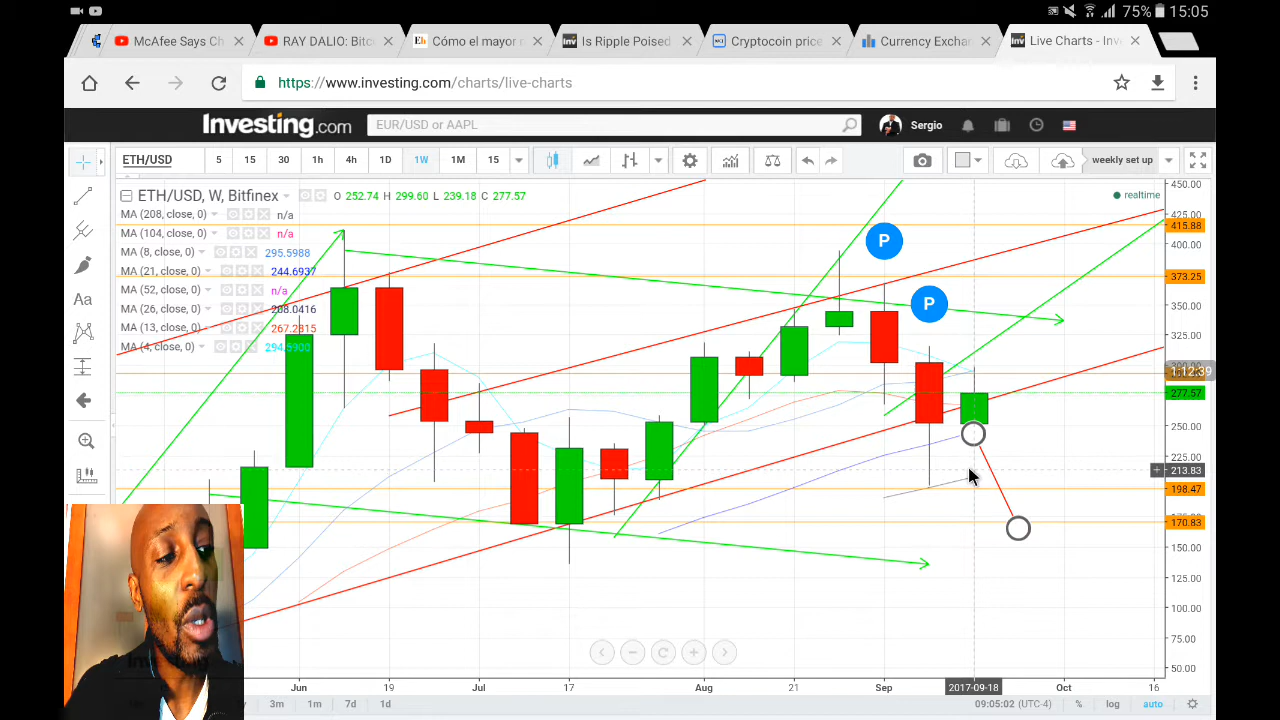 75% 15:05
McAfee Says Ch
RAY DALIO: Bitc
Cómo el mayor n
Is Ripple Poised
Cryptocoin price
Currency Exchan
Live Charts - Inv
https://www.investing.com/charts/live-charts
Investing.com
EUR/USD or AAPL
Sergio
ETH/USD 5 15 30 1h 4h 1D 1W 1M 15
weekly set up
ETH/USD, W, Bitfinex O 252.74 H 299.60 L 239.18 C 277.57
realtime
MA (208, close, 0) n/a
MA (104, close, 0) n/a
MA (8, close, 0) 295.5988
MA (21, close, 0) 244.6937
MA (52, close, 0) n/a
MA (26, close, 0) 208.0416
MA (13, close, 0) 267.2815
MA (4, close, 0) 294.5900
Aa
P
P
450.00
425.00
415.88
400.00
373.25
350.00
325.00
1:12:39
277.57
250.00
225.00
213.83
198.47
170.83
150.00
125.00
100.00
75.00
50.00
Jun 19 Jul 17 Aug 21 Sep 2017-09-18 Oct 16
3m 1m 7d 1d
09:05:02 (UTC-4) % log auto